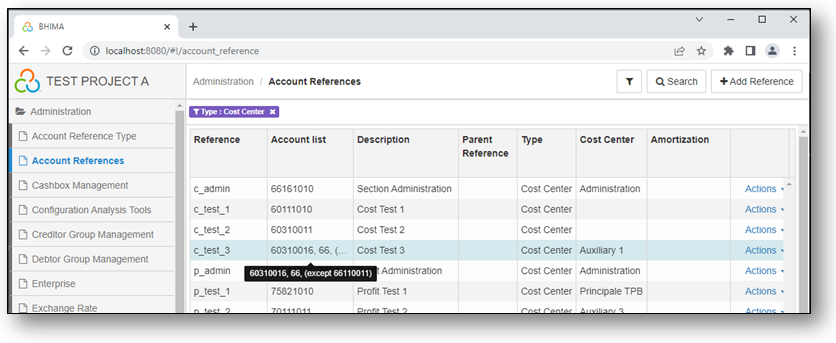 BHIMA
localhost:8080/#!/account_reference
TEST PROJECT A
Administration / Account References
Search
Add Reference
Type : Cost Center
Administration
Account Reference Type
Account References
Cashbox Management
Configuration Analysis Tools
Creditor Group Management
Debtor Group Management
Enterprise
Exchange Rate
Reference Account list Description Parent Reference Type Cost Center Amortization
c_admin 66161010 Section Administration Cost Center Administration Actions
c_test_1 60111010 Cost Test 1 Cost Center Actions
c_test_2 60310011 Cost Test 2 Cost Center Actions
c_test_3 60310016, 66, (... Cost Test 3 Cost Center Auxiliary 1 Actions
60310016, 66, (except 66110011)
p_admin Administration Cost Center Administration Actions
p_test_1 75821010 Profit Test 1 Cost Center Principale TPB Actions
p_test_2 70111011 Profit Test 2 Cost Center Auxiliary 3 Actions